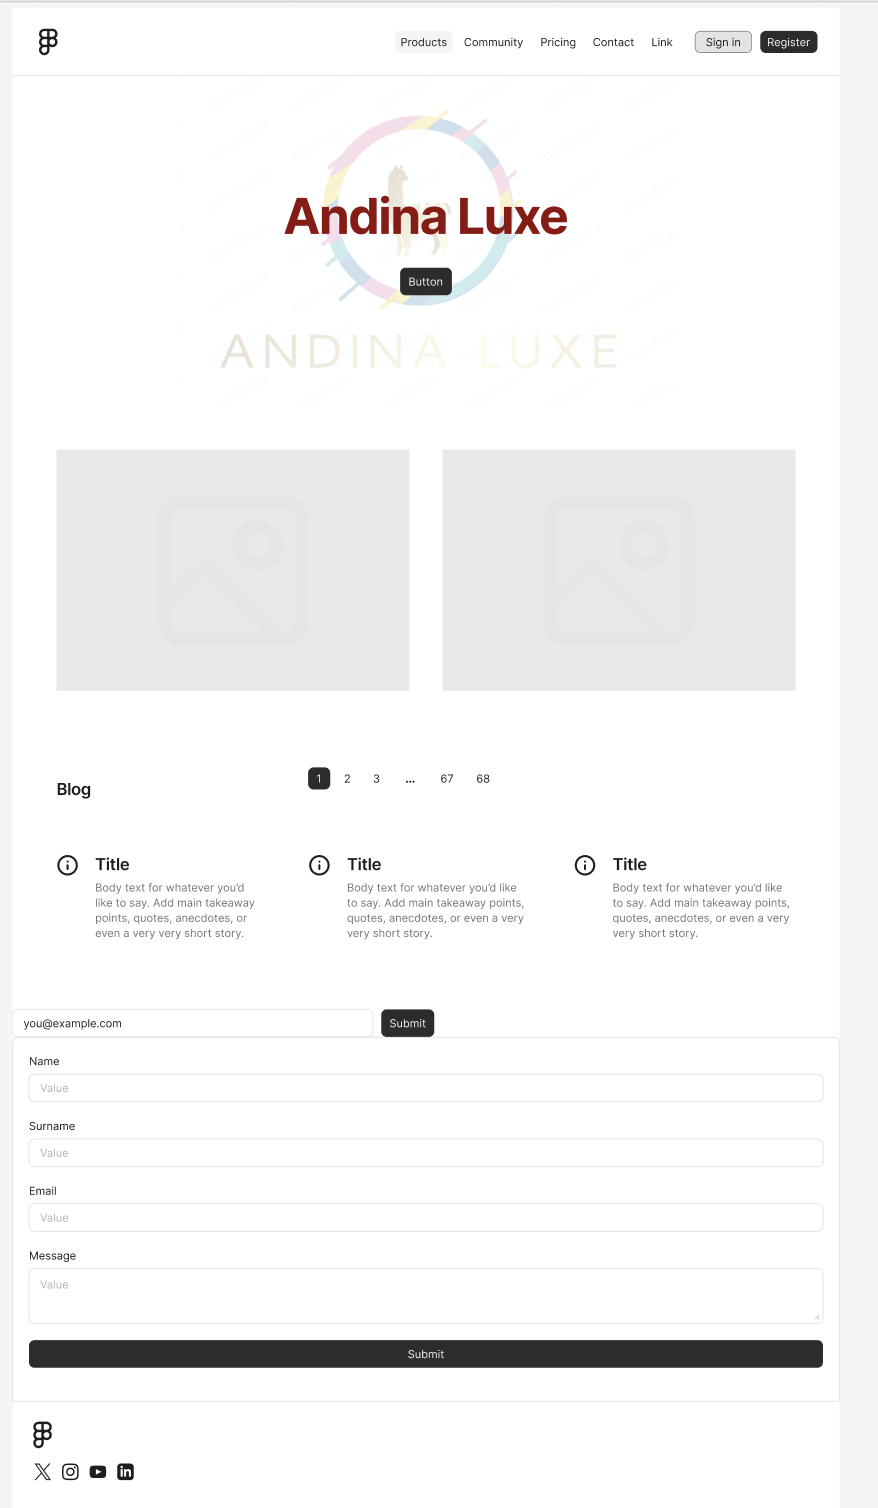 Products Community Pricing Contact Link Sign in Register
Andina Luxe
Button
ANDINA LUXE
Blog
1 2 3 ... 67 68
Title
Body text for whatever you’d
like to say. Add main takeaway
points, quotes, anecdotes, or
even a very very short story.
Title
Body text for whatever you’d like
to say. Add main takeaway points,
quotes, anecdotes, or even a very
very short story.
Title
Body text for whatever you’d like
to say. Add main takeaway points,
quotes, anecdotes, or even a very
very short story.
you@example.com Submit
Name
Value
Surname
Value
Email
Value
Message
Value
Submit